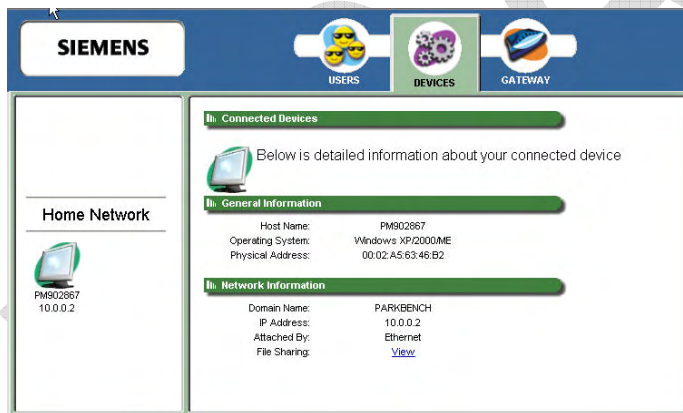 SIEMENS
USERS
DEVICES
GATEWAY
Home Network
PM902867
10.0.0.2
Connected Devices
Below is detailed information about your connected device
General Information
Host Name: PM902867
Operating System: Windows XP/2000/ME
Physical Address: 00:02:A5:63:46:B2
Network Information
Domain Name: PARKBENCH
IP Address: 10.0.0.2
Attached By: Ethernet
File Sharing: View